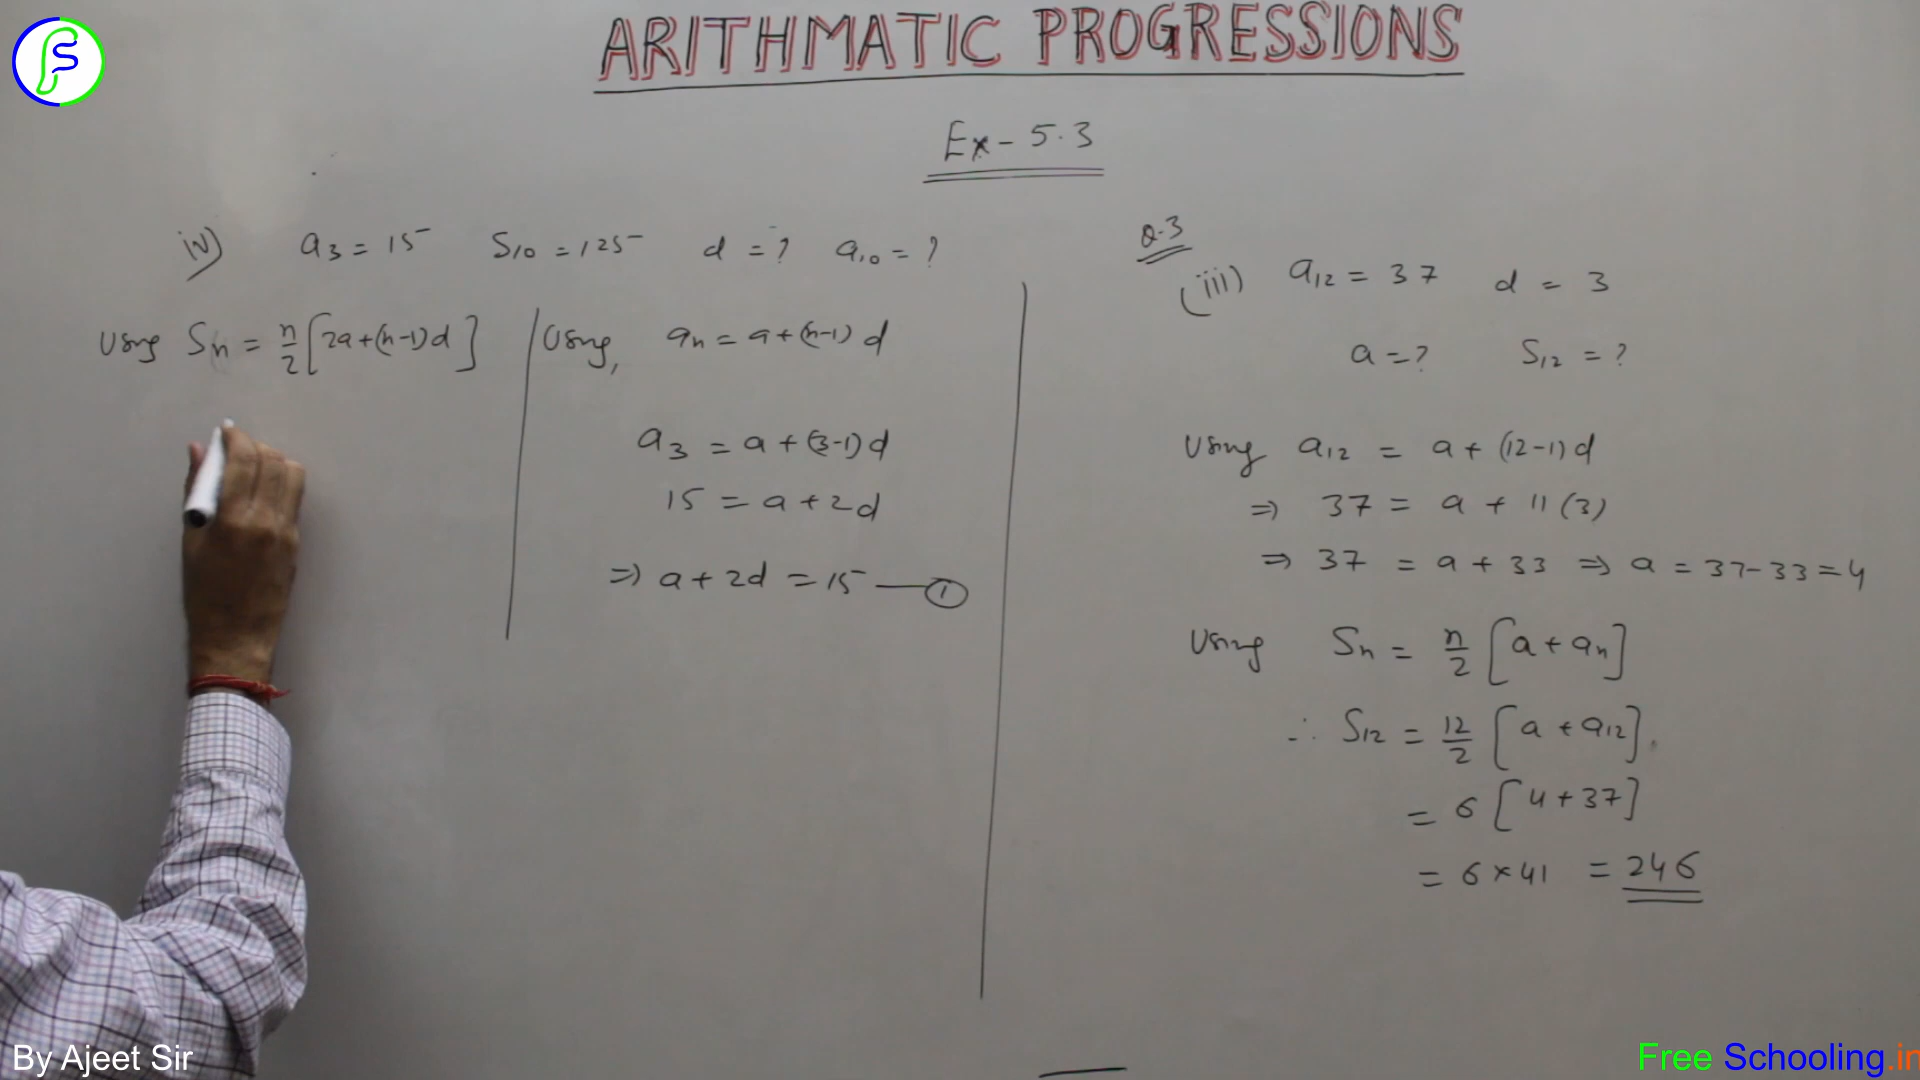 ARITHMATIC PROGRESSIONS
Ex - 5.3
iv) a₃ = 15 S₁₀ = 125 d = ? a₁₀ = ?
Using Sₙ = n/2 [2a + (n-1)d]
Using, aₙ = a + (n-1) d
a₃ = a + (3-1) d
15 = a + 2d
⇒ a + 2d = 15 — ①
Q.3
(iii) a₁₂ = 37 d = 3
a = ? S₁₂ = ?
Using a₁₂ = a + (12-1) d
⇒ 37 = a + 11 (3)
⇒ 37 = a + 33 ⇒ a = 37 - 33 = 4
Using Sₙ = n/2 [a + aₙ]
∴ S₁₂ = 12/2 [a + a₁₂]
= 6 [4 + 37]
= 6 × 41 = 246
By Ajeet Sir
Free Schooling.in